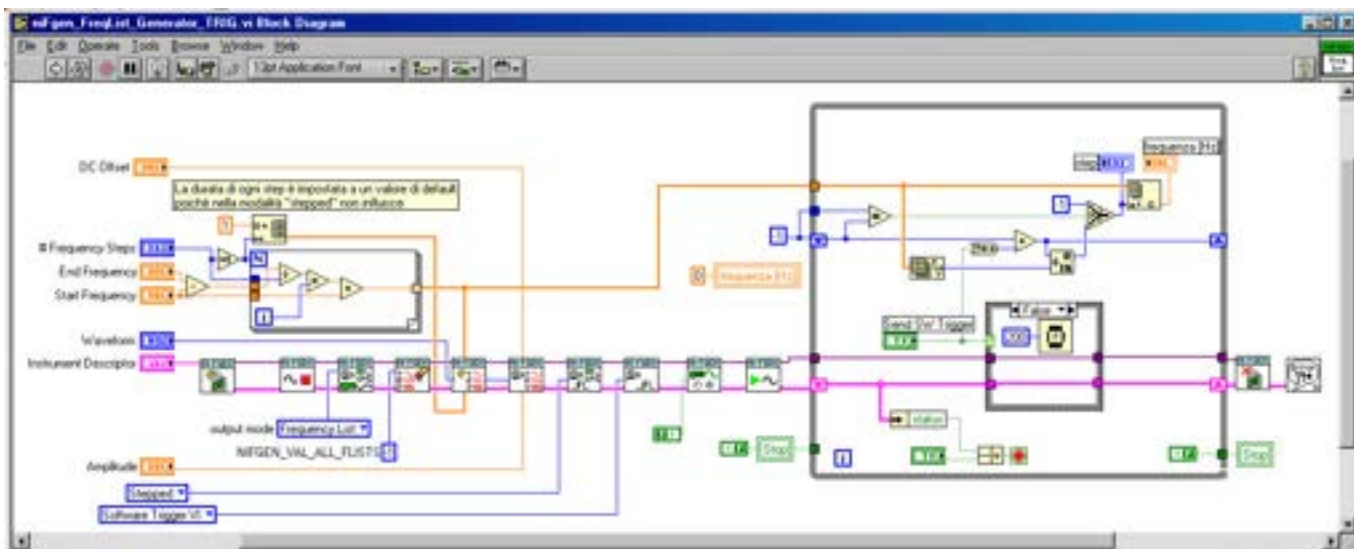 niFgen_FreqList_Generator_TRIG.vi Block Diagram
File Edit Operate Tools Browse Window Help
13pt Application Font
DC Offset
La durata di ogni step è impostata a un valore di default
poichè nella modalità "stepped" non influisce
# Frequency Steps
End Frequency
Start Frequency
Waveform
Instrument Descriptor
output mode Frequency List
NIFGEN_VAL_ALL_FLISTS
Amplitude
Stepped
Software Trigger
step
frequenza [Hz]
frequenza [Hz]
Send SW Trigger
False
status
Stop
Stop